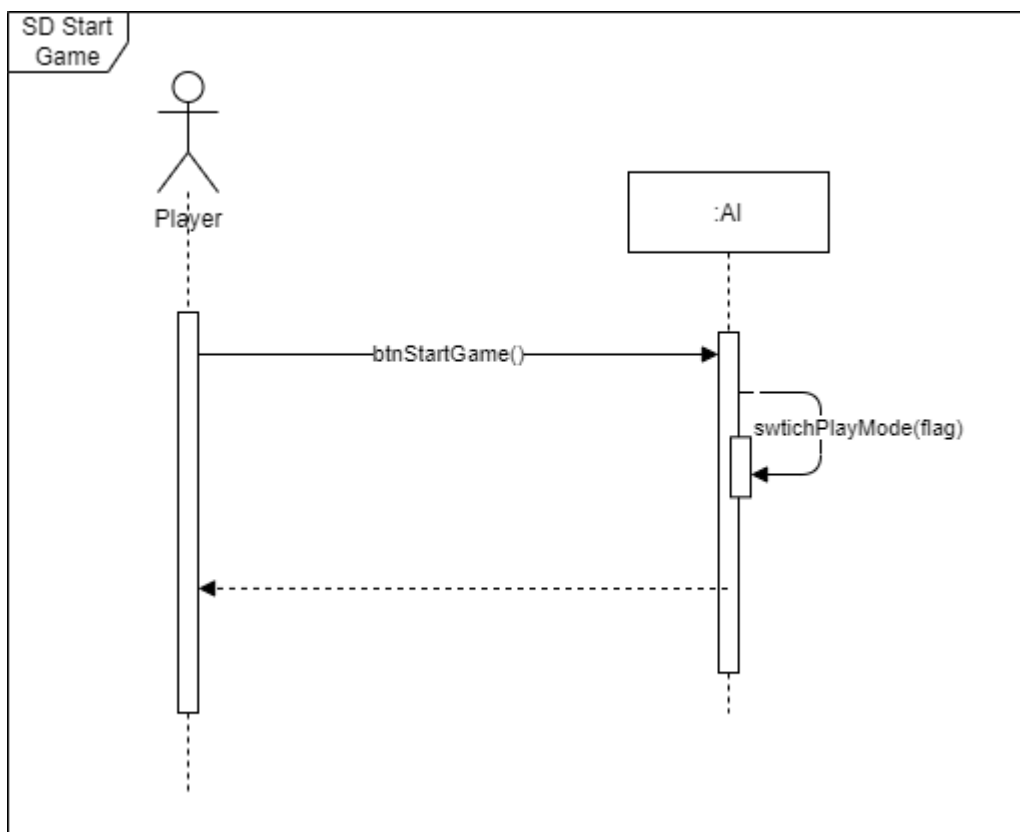 SD Start
Game
Player
:AI
btnStartGame()
swtichPlayMode(flag)